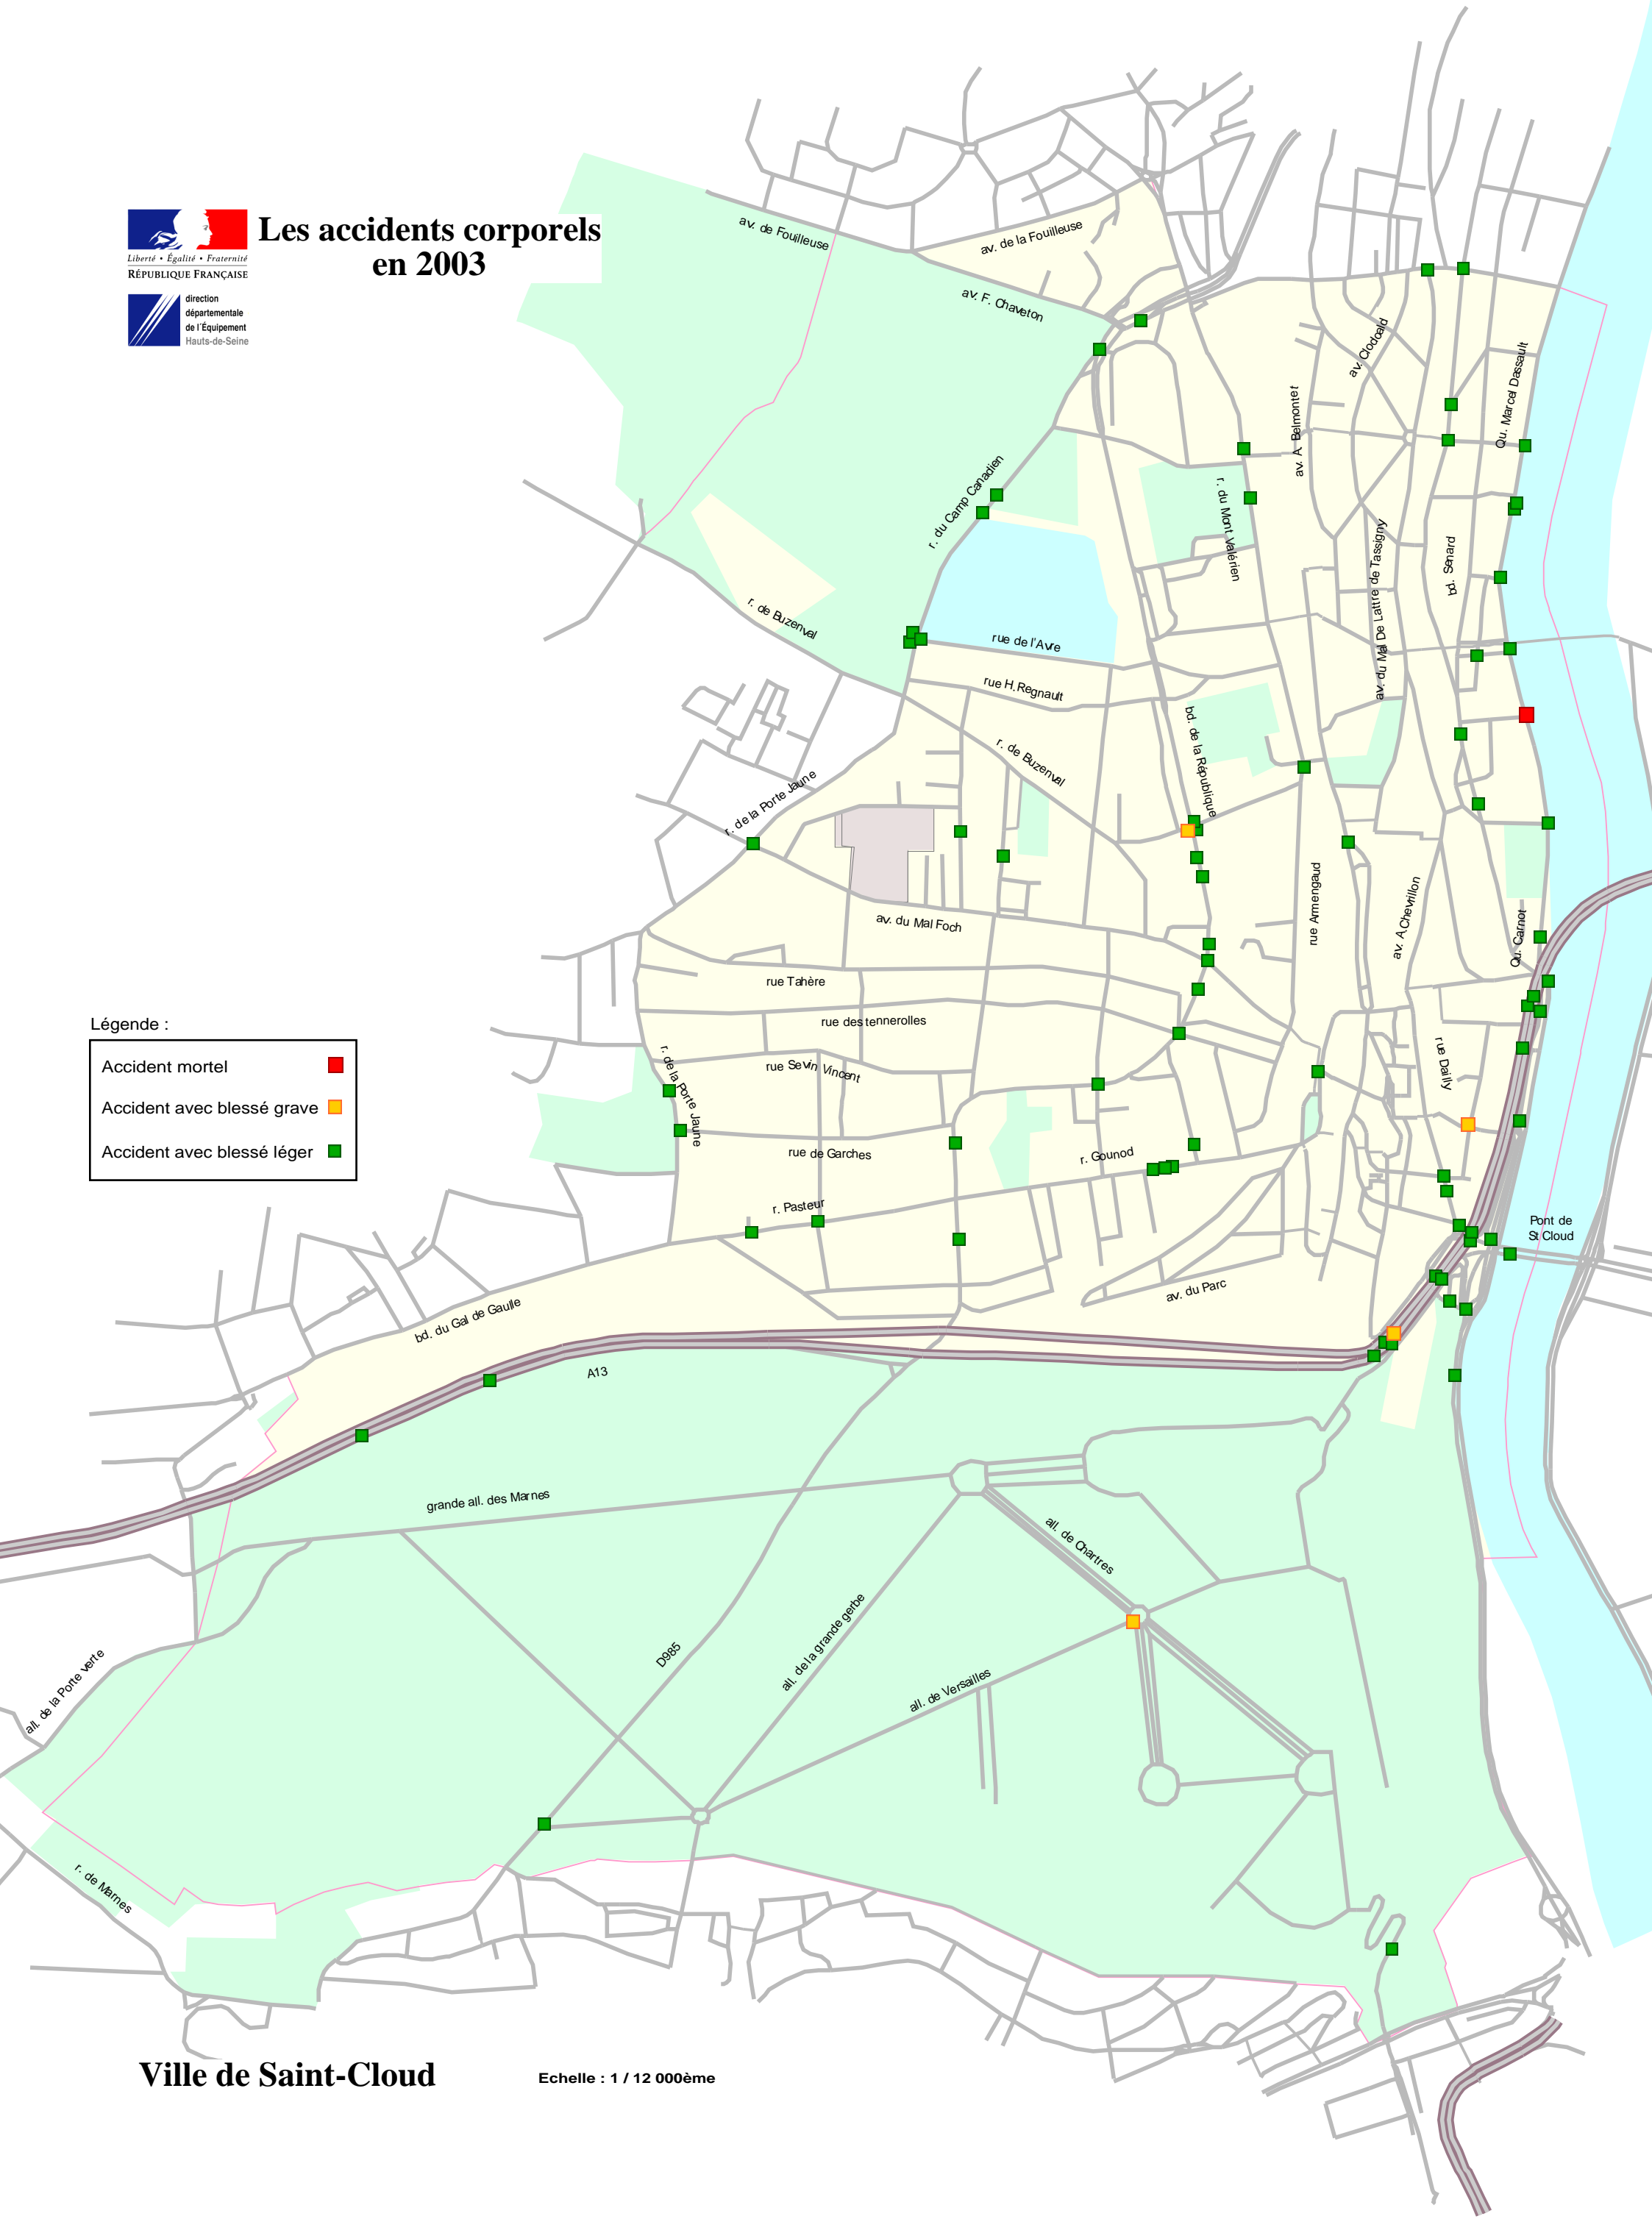 Liberté • Égalité • Fraternité
RÉPUBLIQUE FRANÇAISE
Les accidents corporels
en 2003
direction
départementale
de l'Équipement
Hauts-de-Seine
av. de Fouilleuse
av. de la Fouilleuse
av. F. Chaveton
av. Clodoald
Qu. Marcel Dassault
av. A Belmontet
r. du Camp Canadien
r. du Mont Valérien
av. du Mal De Lattre de Tassigny
bd. Senard
r. de Buzenval
rue de l'Avre
rue H.Regnault
bd. de la République
r. de Buzenval
r. de la Porte Jaune
rue Armengaud
av. A.Chevrillon
av. du Mal Foch
Qu. Carnot
rue Tahère
rue des tennerolles
Légende :
Accident mortel
Accident avec blessé grave
Accident avec blessé léger
r. de la Porte Jaune
rue Sevin Vincent
rue Dailly
rue de Garches
r. Gounod
r. Pasteur
Pont de
St Cloud
av. du Parc
bd. du Gal de Gaulle
A13
grande all. des Marnes
all. de Chartres
all. de la grande gerbe
D985
all. de la Porte verte
all. de Versailles
r. de Marnes
Ville de Saint-Cloud
Echelle : 1 / 12 000ème